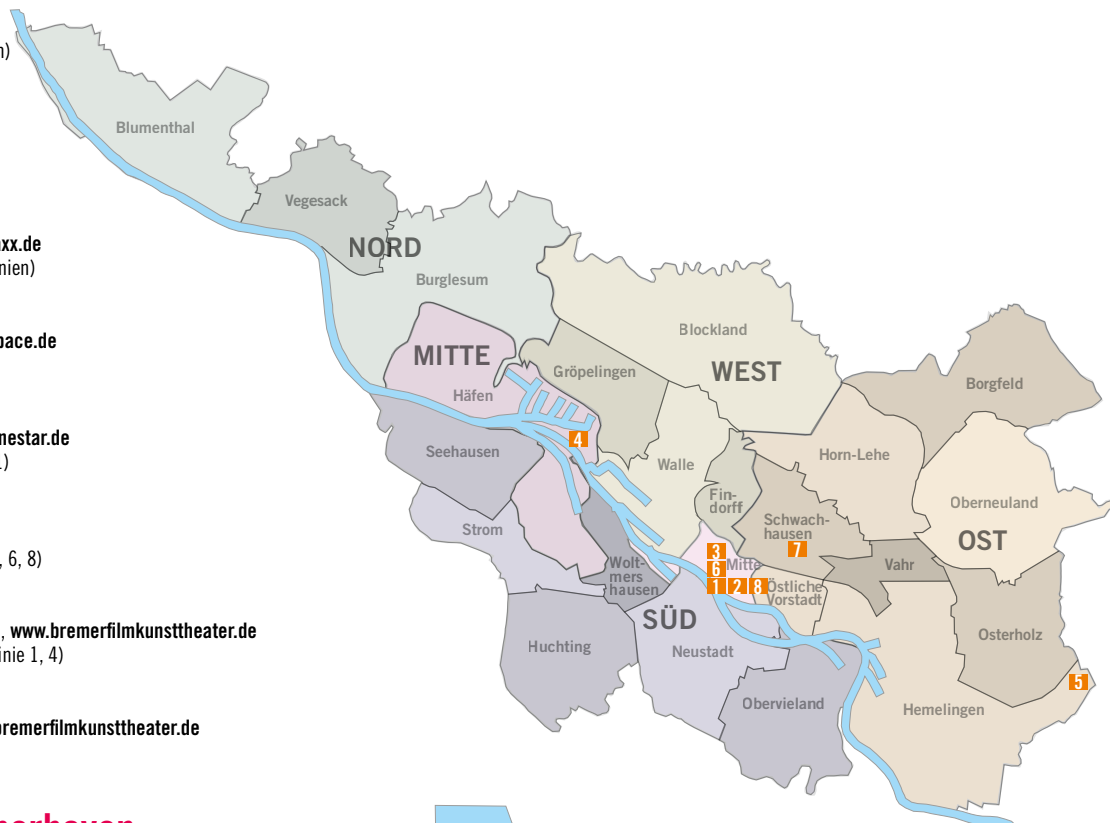 n)
xx.de
nien)
pace.de
nestar.de
1)
, 6, 8)
, www.bremerfilmkunsttheater.de
inie 1, 4)
bremerfilmkunsttheater.de
Blumenthal
Vegesack
NORD
Burglesum
MITTE
Häfen
Gröpelingen
Blockland
WEST
Borgfeld
4
Seehausen
Walle
Horn-Lehe
Strom
Fin-
dorff
Oberneuland
Schwach-
hausen
7
OST
3
6 Mitte
1 2 8
Östliche
Vorstadt
Vahr
Wolt-
mers
hausen
SÜD
Huchting
Neustadt
Osterholz
5
Obervieland
Hemelingen